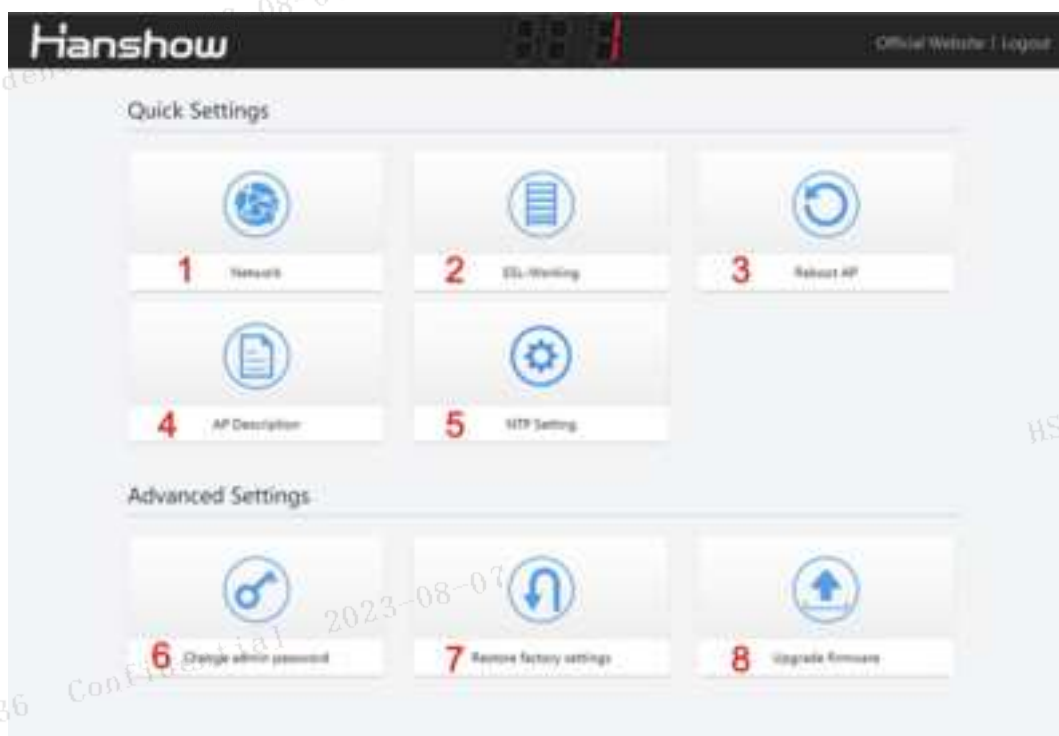 Hanshow
Official Website | Logout
Quick Settings
1 Network
2 ESL-Working
3 Reboot AP
4 AP Description
5 NTP Setting
Advanced Settings
6 Change admin password
7 Restore factory settings
8 Upgrade firmware
Confidential 2023-08-07